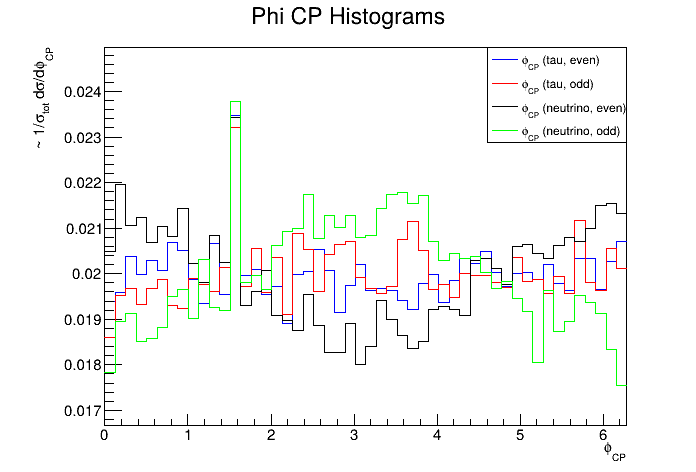 Phi CP Histograms
~ 1/σtot dσ/dϕCP
ϕCP (tau, even)
ϕCP (tau, odd)
ϕCP (neutrino, even)
ϕCP (neutrino, odd)
0.024
0.023
0.022
0.021
0.02
0.019
0.018
0.017
0 1 2 3 4 5 6
ϕCP